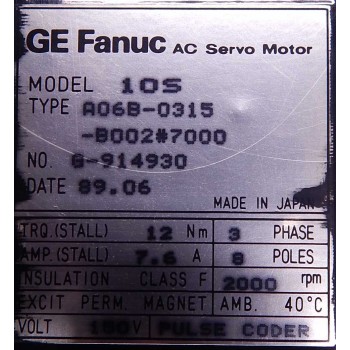 GE Fanuc AC Servo Motor
MODEL 10S
TYPE A06B-0315
-B002#7000
NO. G-914930
DATE 89.06
MADE IN JAPAN
TRQ.(STALL) 12 Nm 3 PHASE
AMP.(STALL) 7.6 A 8 POLES
INSULATION CLASS F 2000 rpm
EXCIT PERM. MAGNET AMB. 40°C
VOLT PULSE CODER